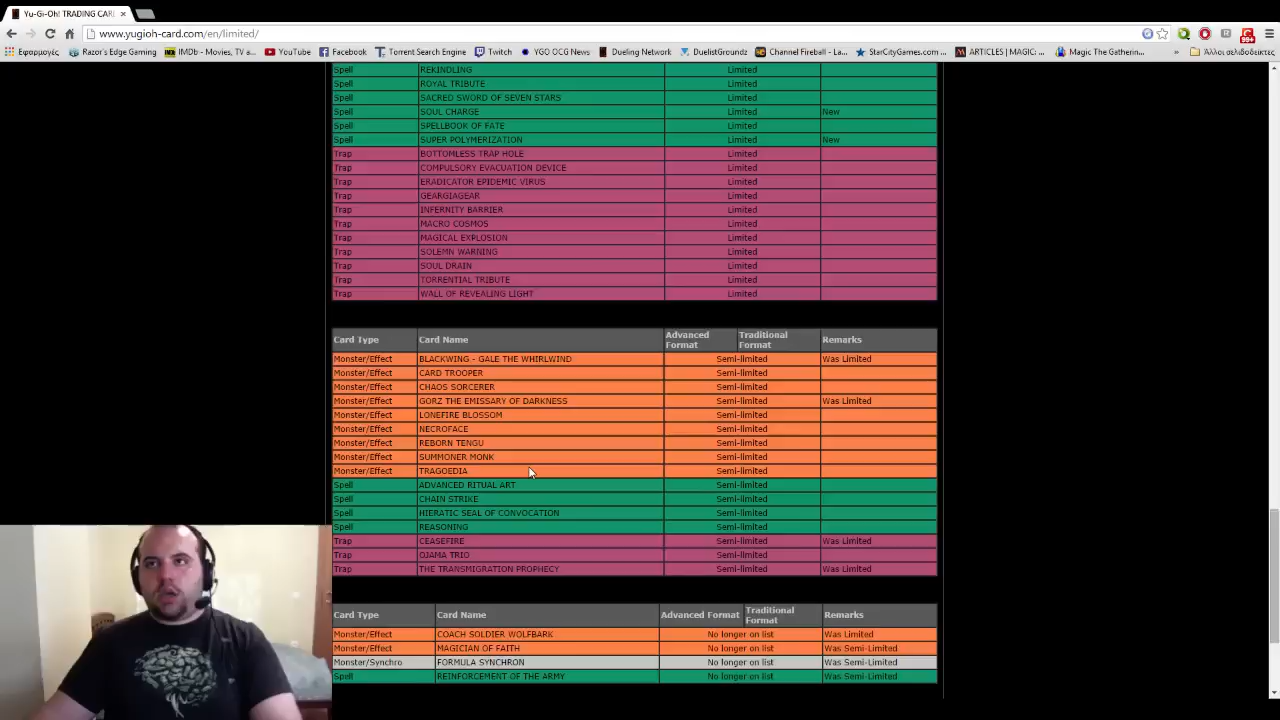 Yu-Gi-Oh! TRADING CAR
www.yugioh-card.com/en/limited/
Εφαρμογές Razor's Edge Gaming IMDb - Movies, TV a... YouTube Facebook Torrent Search Engine Twitch YGO OCG News Dueling Network DuelistGroundz Channel Fireball - La... StarCityGames.com ... ARTICLES | MAGIC: ... Magic The Gatherin... » Άλλοι σελιδοδείκτες
99+
Spell REKINDLING Limited
Spell ROYAL TRIBUTE Limited
Spell SACRED SWORD OF SEVEN STARS Limited
Spell SOUL CHARGE Limited New
Spell SPELLBOOK OF FATE Limited
Spell SUPER POLYMERIZATION Limited New
Trap BOTTOMLESS TRAP HOLE Limited
Trap COMPULSORY EVACUATION DEVICE Limited
Trap ERADICATOR EPIDEMIC VIRUS Limited
Trap GEARGIAGEAR Limited
Trap INFERNITY BARRIER Limited
Trap MACRO COSMOS Limited
Trap MAGICAL EXPLOSION Limited
Trap SOLEMN WARNING Limited
Trap SOUL DRAIN Limited
Trap TORRENTIAL TRIBUTE Limited
Trap WALL OF REVEALING LIGHT Limited
Card Type Card Name Advanced Format Traditional Format Remarks
Monster/Effect BLACKWING - GALE THE WHIRLWIND Semi-limited Was Limited
Monster/Effect CARD TROOPER Semi-limited
Monster/Effect CHAOS SORCERER Semi-limited
Monster/Effect GORZ THE EMISSARY OF DARKNESS Semi-limited Was Limited
Monster/Effect LONEFIRE BLOSSOM Semi-limited
Monster/Effect NECROFACE Semi-limited
Monster/Effect REBORN TENGU Semi-limited
Monster/Effect SUMMONER MONK Semi-limited
Monster/Effect TRAGOEDIA Semi-limited
Spell ADVANCED RITUAL ART Semi-limited
Spell CHAIN STRIKE Semi-limited
Spell HIERATIC SEAL OF CONVOCATION Semi-limited
Spell REASONING Semi-limited
Trap CEASEFIRE Semi-limited Was Limited
Trap OJAMA TRIO Semi-limited
Trap THE TRANSMIGRATION PROPHECY Semi-limited Was Limited
Card Type Card Name Advanced Format Traditional Format Remarks
Monster/Effect COACH SOLDIER WOLFBARK No longer on list Was Limited
Monster/Effect MAGICIAN OF FAITH No longer on list Was Semi-Limited
Monster/Synchro FORMULA SYNCHRON No longer on list Was Semi-Limited
Spell REINFORCEMENT OF THE ARMY No longer on list Was Semi-Limited